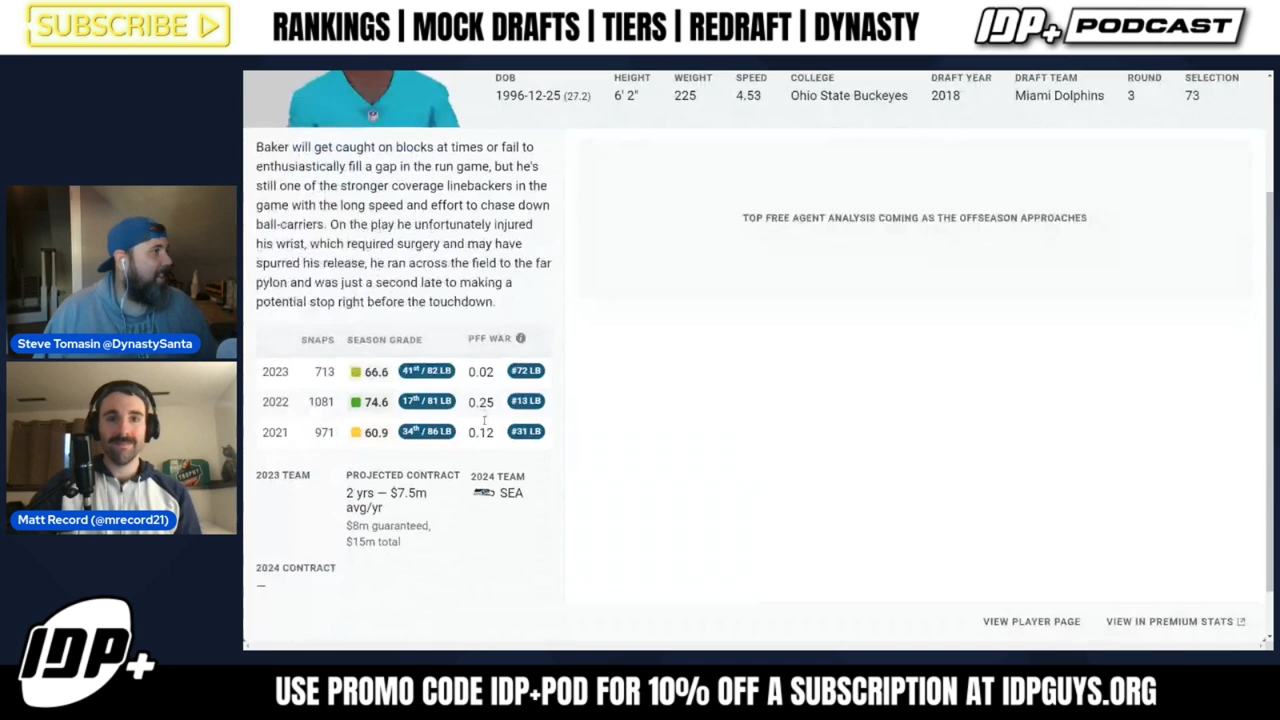 SUBSCRIBE
RANKINGS | MOCK DRAFTS | TIERS | REDRAFT | DYNASTY
IDP+ PODCAST
DOB HEIGHT WEIGHT SPEED COLLEGE DRAFT YEAR DRAFT TEAM ROUND SELECTION
1996-12-25 (27.2) 6' 2" 225 4.53 Ohio State Buckeyes 2018 Miami Dolphins 3 73
Baker will get caught on blocks at times or fail to
enthusiastically fill a gap in the run game, but he's
still one of the stronger coverage linebackers in the
game with the long speed and effort to chase down
ball-carriers. On the play he unfortunately injured
his wrist, which required surgery and may have
spurred his release, he ran across the field to the far
pylon and was just a second late to making a
potential stop right before the touchdown.
TOP FREE AGENT ANALYSIS COMING AS THE OFFSEASON APPROACHES
SNAPS SEASON GRADE PFF WAR
2023 713 66.6 41st / 82 LB 0.02 #72 LB
2022 1081 74.6 17th / 81 LB 0.25 #13 LB
2021 971 60.9 34th / 86 LB 0.12 #31 LB
2023 TEAM PROJECTED CONTRACT 2024 TEAM
2 yrs — $7.5m SEA
avg/yr
$8m guaranteed,
$15m total
2024 CONTRACT
—
VIEW PLAYER PAGE VIEW IN PREMIUM STATS
Steve Tomasin @DynastySanta
Matt Record (@mrecord21)
IDP+
USE PROMO CODE IDP+POD FOR 10% OFF A SUBSCRIPTION AT IDPGUYS.ORG